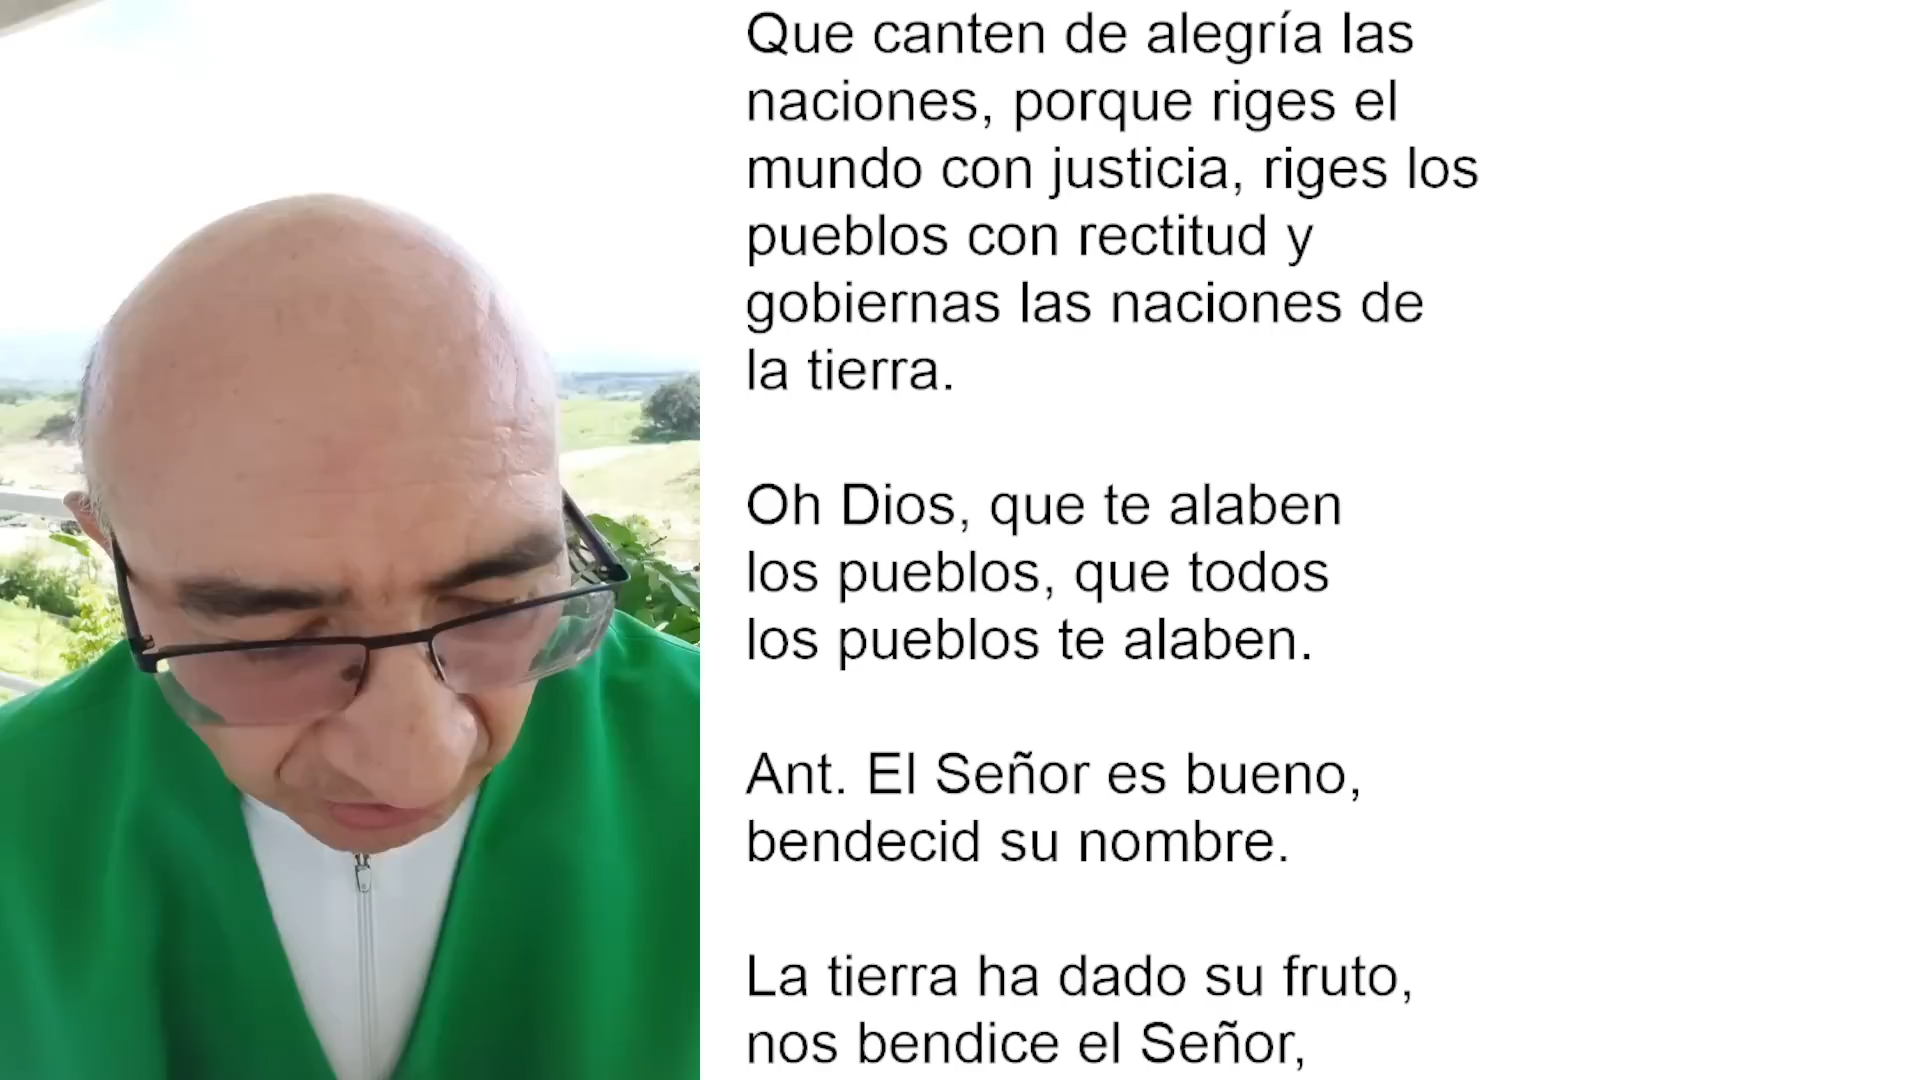 Que canten de alegría las
naciones, porque riges el
mundo con justicia, riges los
pueblos con rectitud y
gobiernas las naciones de
la tierra.
Oh Dios, que te alaben
los pueblos, que todos
los pueblos te alaben.
Ant. El Señor es bueno,
bendecid su nombre.
La tierra ha dado su fruto,
nos bendice el Señor,